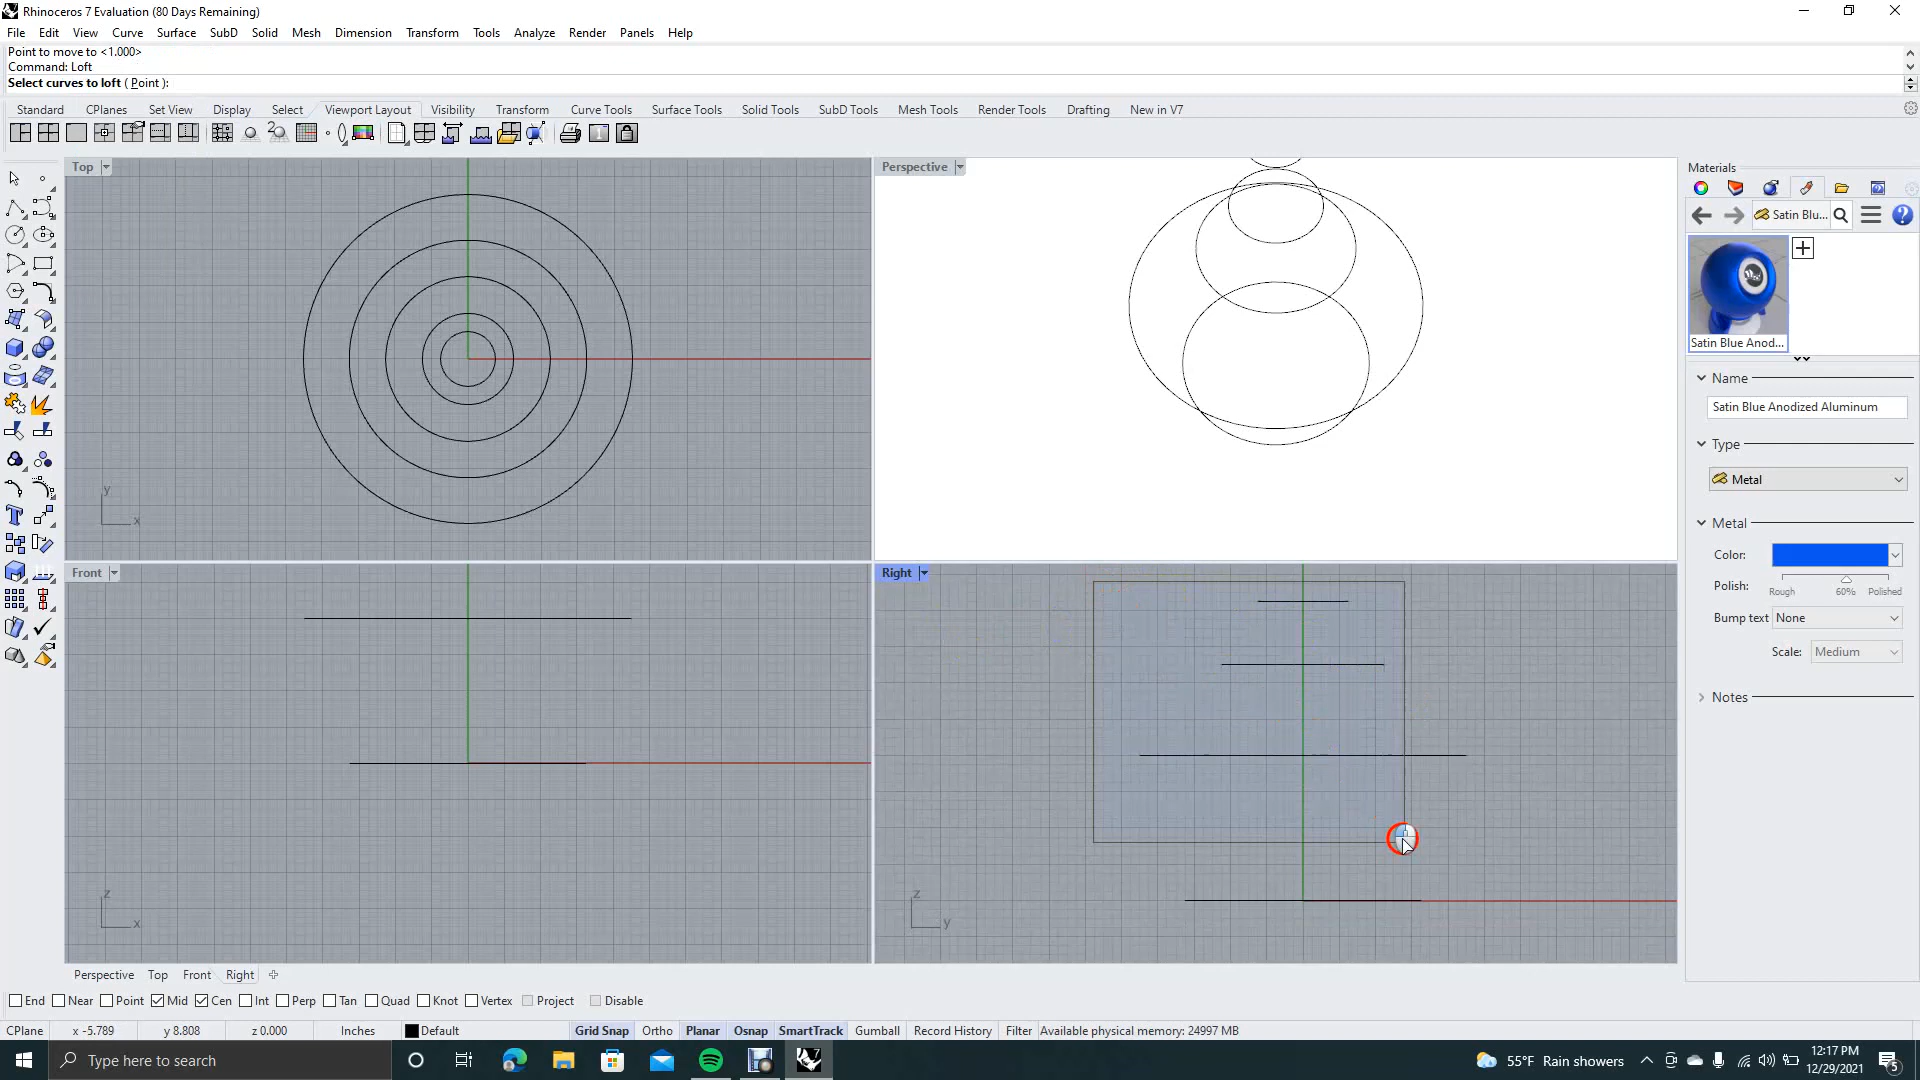 Rhinoceros 7 Evaluation (80 Days Remaining)
File Edit View Curve Surface SubD Solid Mesh Dimension Transform Tools Analyze Render Panels Help
Point to move to <1.000>
Command: Loft
Select curves to loft ( Point ):
Standard CPlanes Set View Display Select Viewport Layout Visibility Transform Curve Tools Surface Tools Solid Tools SubD Tools Mesh Tools Render Tools Drafting New in V7
Top
Perspective
Materials
Satin Blu...
Satin Blue Anod...
Name
Satin Blue Anodized Aluminum
Type
Metal
Metal
Color:
Polish:
Rough 60% Polished
Bump text None
Scale: Medium
Notes
y
x
Front
Right
z
x
z
y
Perspective Top Front Right
End Near Point Mid Cen Int Perp Tan Quad Knot Vertex Project Disable
CPlane x -5.789 y 8.808 z 0.000 Inches Default Grid Snap Ortho Planar Osnap SmartTrack Gumball Record History Filter Available physical memory: 24997 MB
Type here to search
55°F Rain showers
12:17 PM
12/29/2021
5